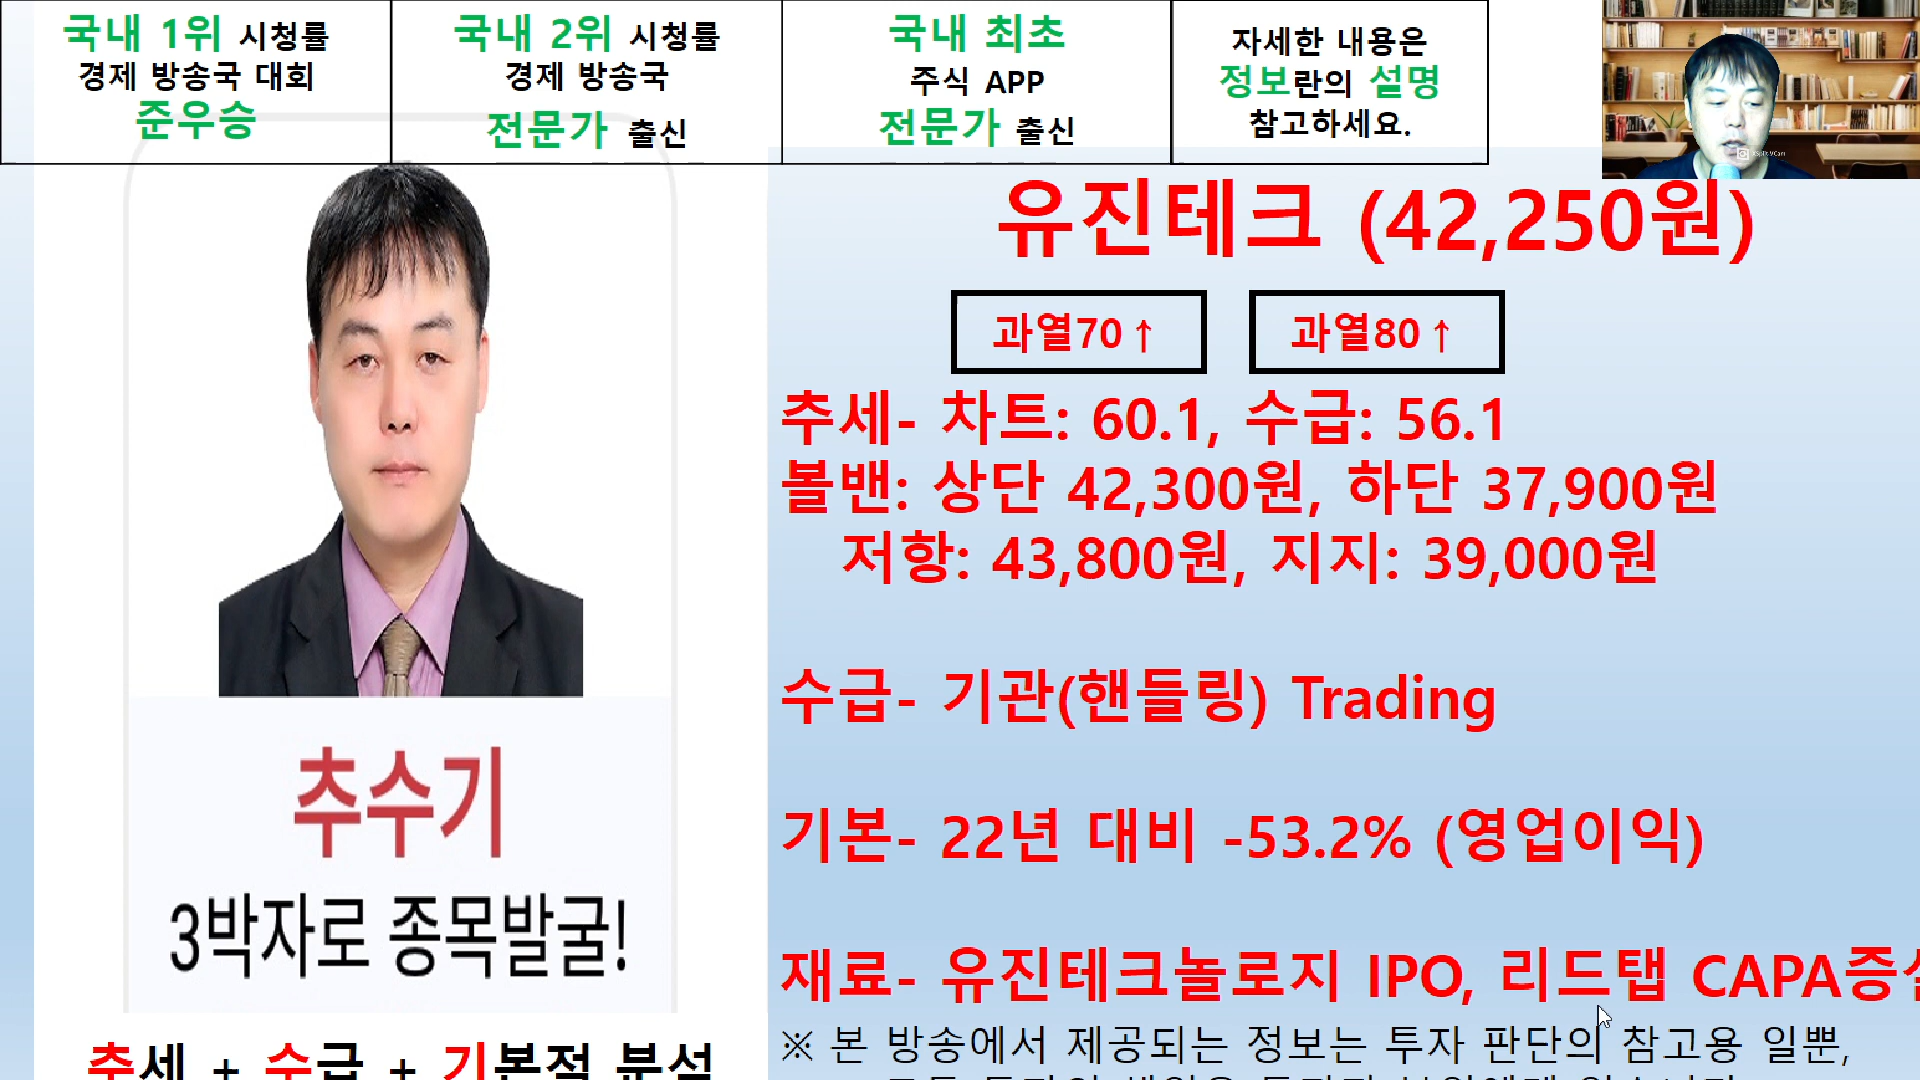 국내 1위 시청률
경제 방송국 대회
준우승
국내 2위 시청률
경제 방송국
전문가 출신
국내 최초
주식 APP
전문가 출신
자세한 내용은
정보란의 설명
참고하세요.
XSplit VCam
유진테크 (42,250원)
과열70↑
과열80↑
추세- 차트: 60.1, 수급: 56.1
볼밴: 상단 42,300원, 하단 37,900원
저항: 43,800원, 지지: 39,000원
수급- 기관(핸들링) Trading
기본- 22년 대비 -53.2% (영업이익)
재료- 유진테크놀로지 IPO, 리드탭 CAPA증설
※ 본 방송에서 제공되는 정보는 투자 판단의 참고용 일뿐,
추수기
3박자로 종목발굴!
추세 + 수급 + 기본적 분석